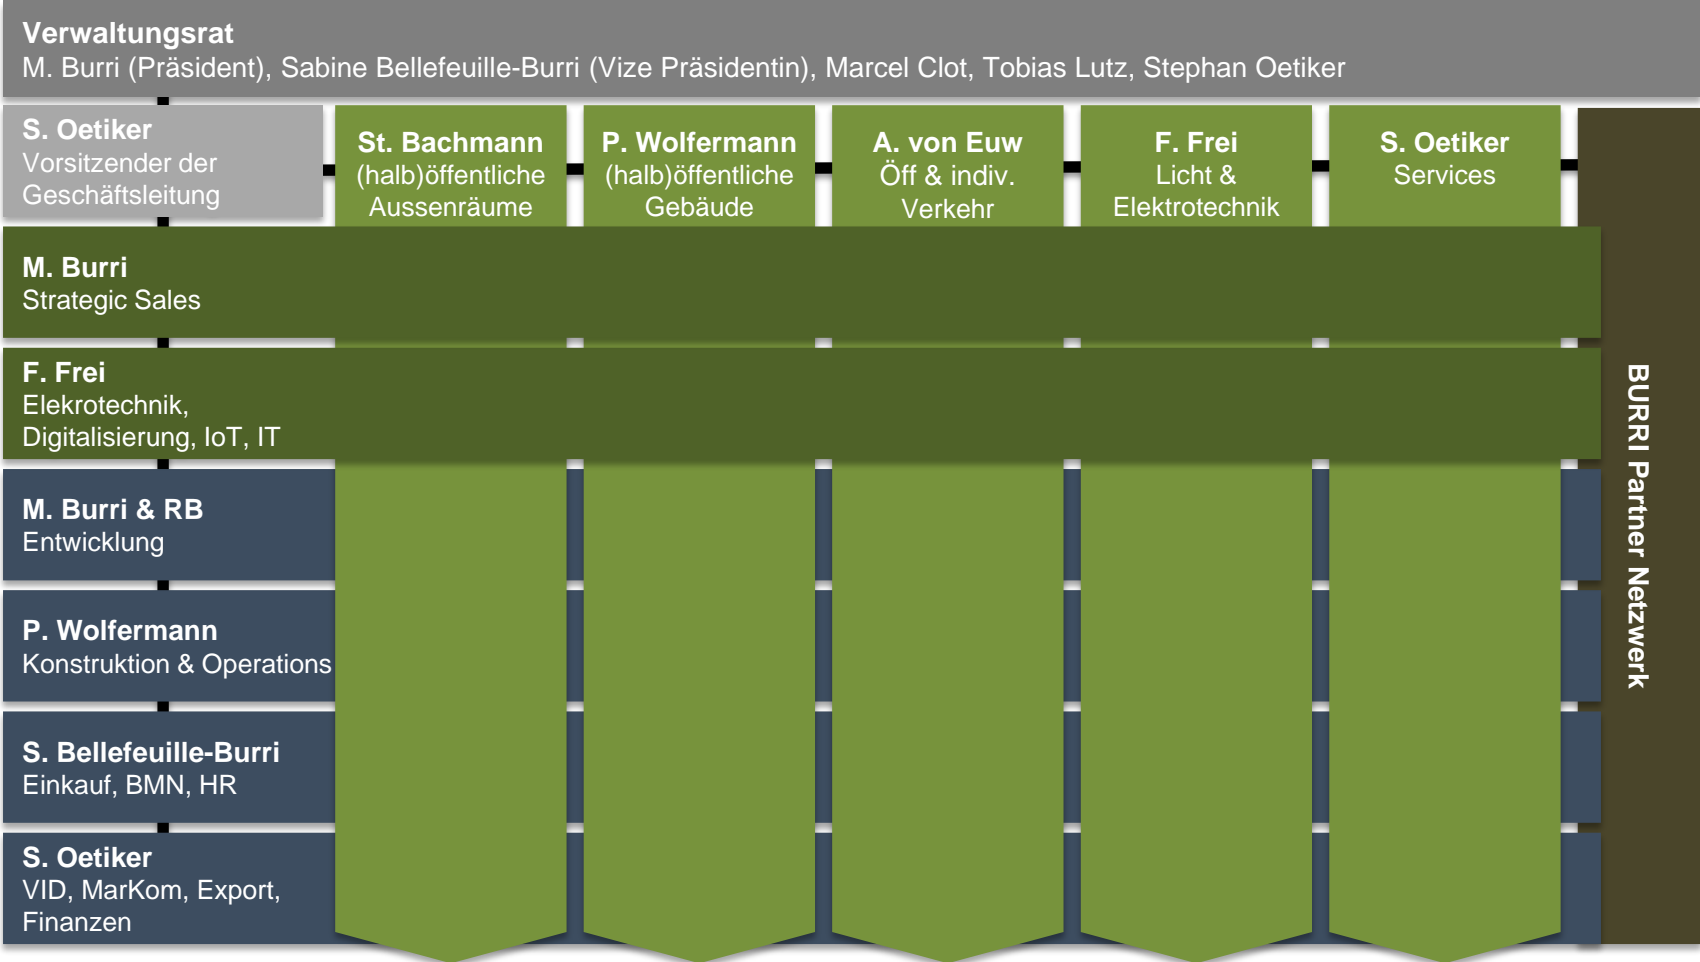 Verwaltungsrat
M. Burri (Präsident), Sabine Bellefeuille-Burri (Vize Präsidentin), Marcel Clot, Tobias Lutz, Stephan Oetiker
S. Oetiker
Vorsitzender der
Geschäftsleitung
St. Bachmann
(halb)öffentliche
Aussenräume
P. Wolfermann
(halb)öffentliche
Gebäude
A. von Euw
Öff & indiv.
Verkehr
F. Frei
Licht &
Elektrotechnik
S. Oetiker
Services
M. Burri
Strategic Sales
F. Frei
Elekrotechnik,
Digitalisierung, IoT, IT
M. Burri & RB
Entwicklung
P. Wolfermann
Konstruktion & Operations
S. Bellefeuille-Burri
Einkauf, BMN, HR
S. Oetiker
VID, MarKom, Export,
Finanzen
BURRI Partner Netzwerk